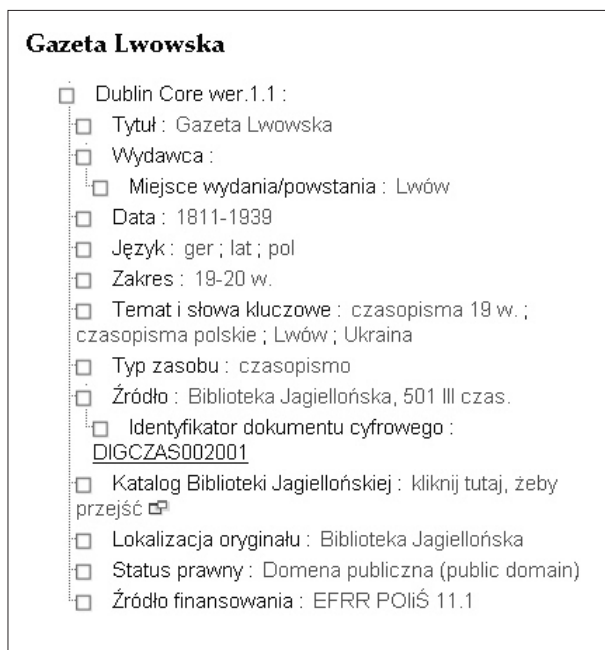 Gazeta Lwowska
Dublin Core wer.1.1 :
Tytuł : Gazeta Lwowska
Wydawca :
Miejsce wydania/powstania : Lwów
Data : 1811-1939
Język : ger ; lat ; pol
Zakres : 19-20 w.
Temat i słowa kluczowe : czasopisma 19 w. ;
czasopisma polskie ; Lwów ; Ukraina
Typ zasobu : czasopismo
Źródło : Biblioteka Jagiellońska, 501 III czas.
Identyfikator dokumentu cyfrowego :
DIGCZAS002001
Katalog Biblioteki Jagiellońskiej : kliknij tutaj, żeby
przejść
Lokalizacja oryginału : Biblioteka Jagiellońska
Status prawny : Domena publiczna (public domain)
Źródło finansowania : EFRR POIiŚ 11.1